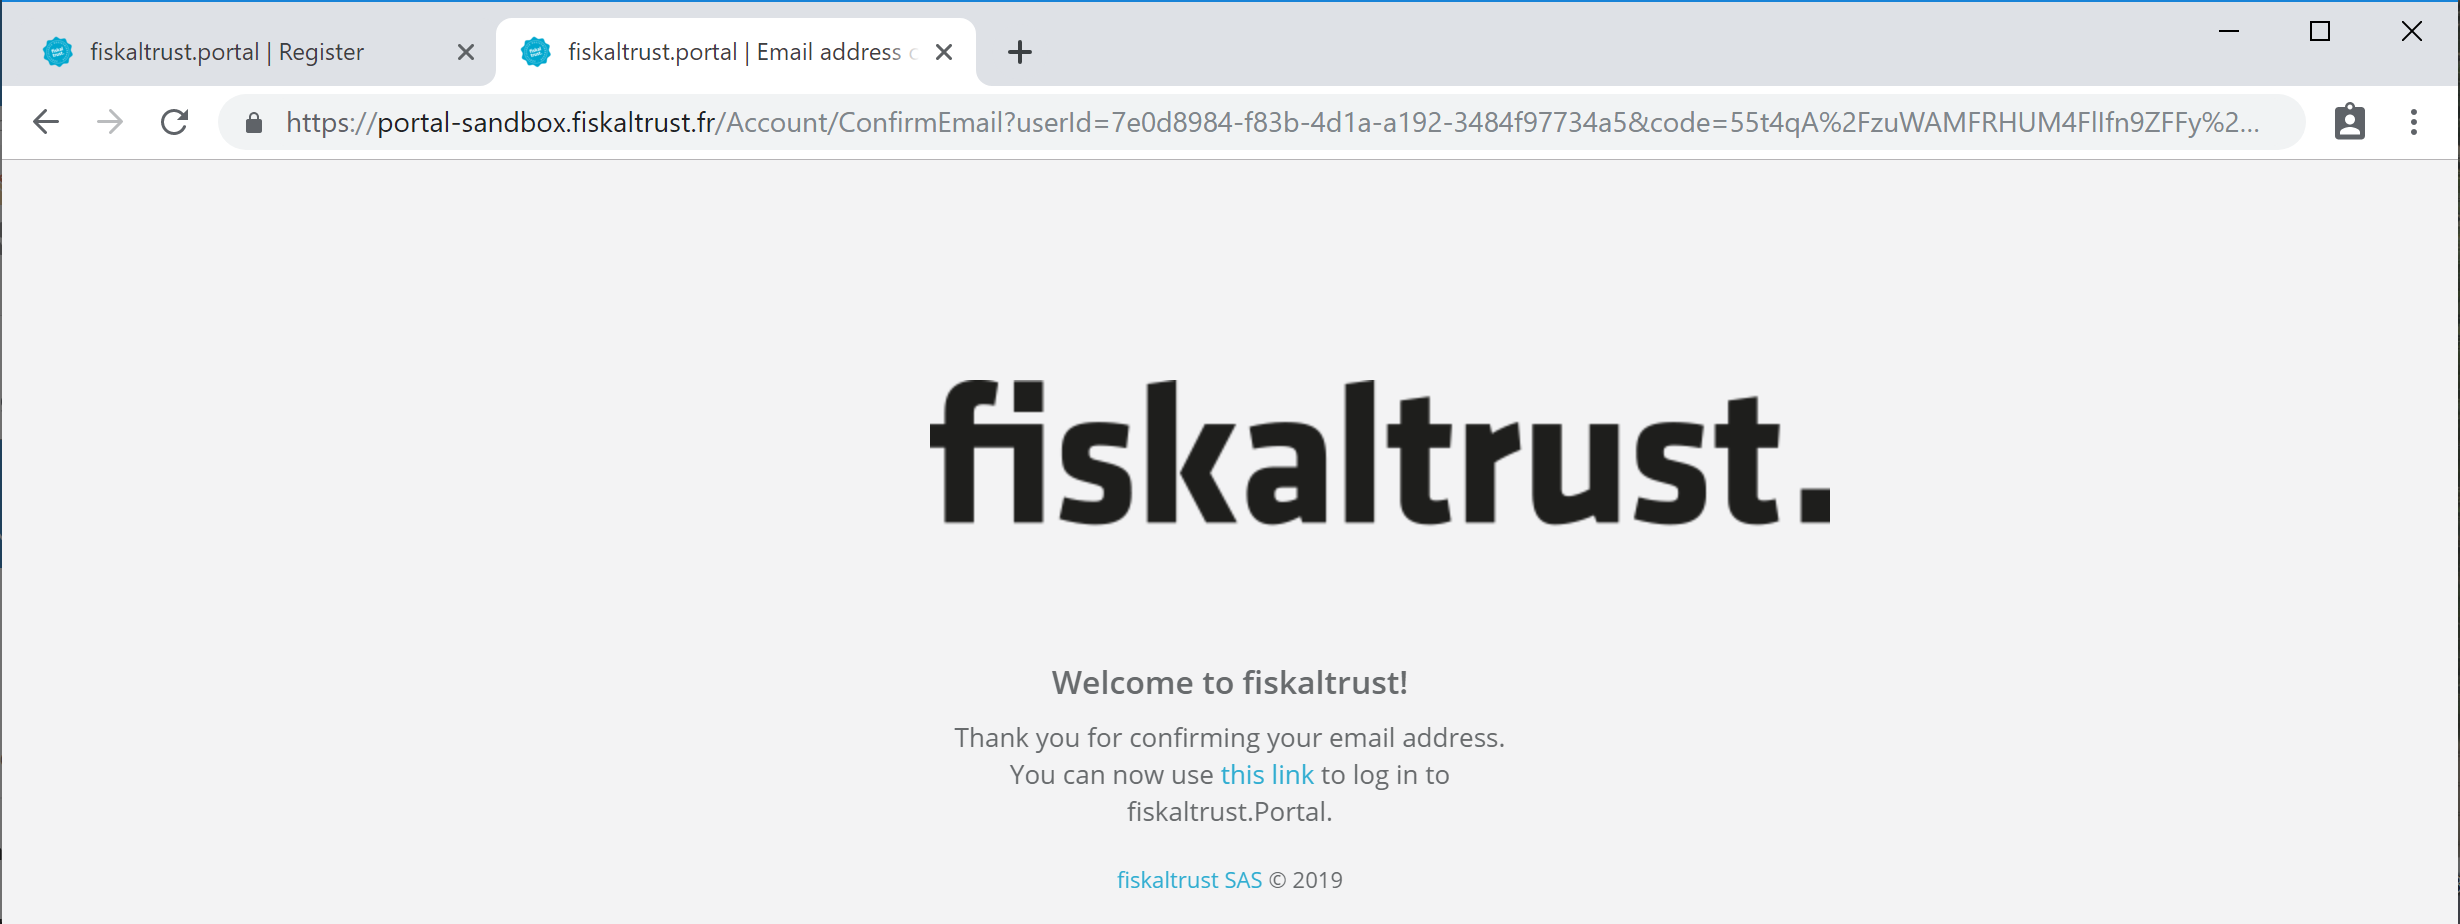 fiskaltrust.portal | Register
fiskaltrust.portal | Email address
https://portal-sandbox.fiskaltrust.fr/Account/ConfirmEmail?userId=7e0d8984-f83b-4d1a-a192-3484f97734a5&code=55t4qA%2FzuWAMFRHUM4FlIfn9ZFFy%2...
fiskaltrust.
Welcome to fiskaltrust!
Thank you for confirming your email address.
You can now use this link to log in to
fiskaltrust.Portal.
fiskaltrust SAS © 2019